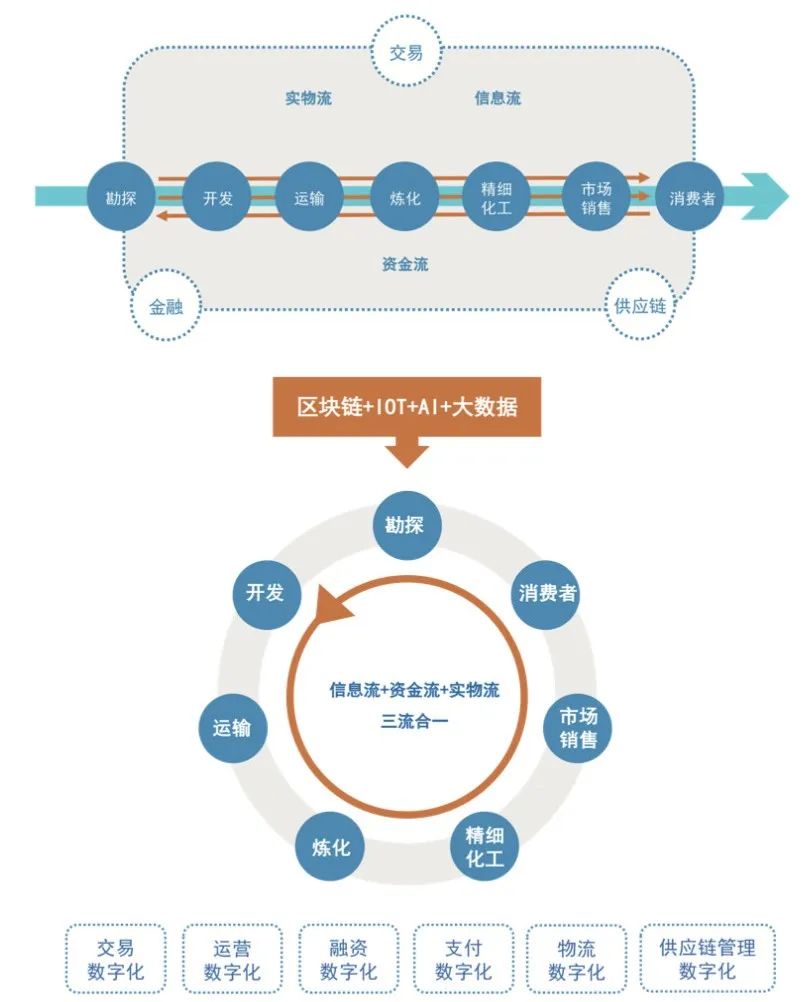 交易
实物流
信息流
勘探
开发
运输
炼化
精细
化工
市场
销售
消费者
资金流
金融
供应链
区块链+IOT+AI+大数据
勘探
开发
消费者
信息流+资金流+实物流
三流合一
运输
市场
销售
炼化
精细
化工
交易
数字化
运营
数字化
融资
数字化
支付
数字化
物流
数字化
供应链管理
数字化